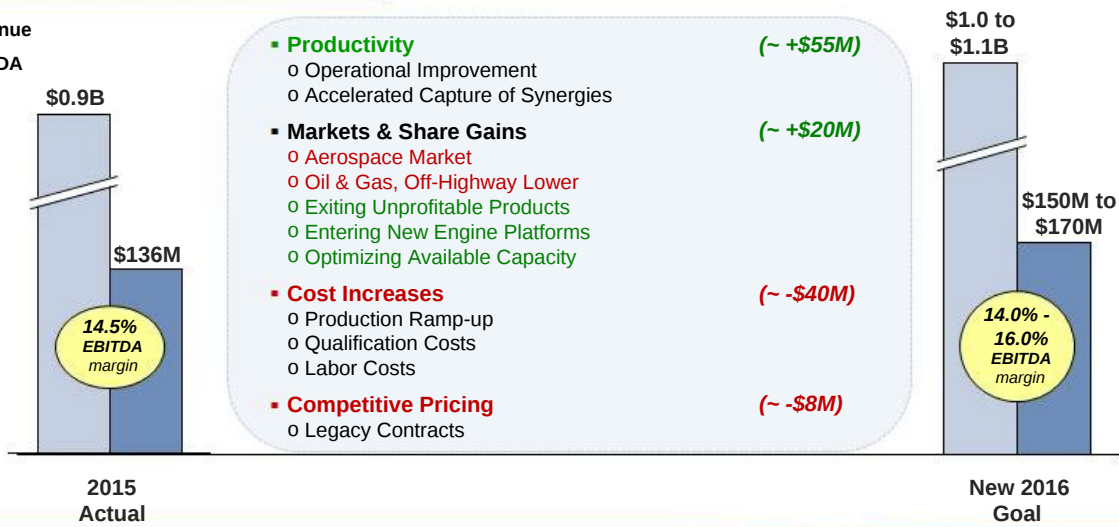 nue
DA
$0.9B
$136M
14.5%
EBITDA
margin
2015
Actual
▪ Productivity (~ +$55M)
o Operational Improvement
o Accelerated Capture of Synergies
▪ Markets & Share Gains (~ +$20M)
o Aerospace Market
o Oil & Gas, Off-Highway Lower
o Exiting Unprofitable Products
o Entering New Engine Platforms
o Optimizing Available Capacity
▪ Cost Increases (~ -$40M)
o Production Ramp-up
o Qualification Costs
o Labor Costs
▪ Competitive Pricing (~ -$8M)
o Legacy Contracts
$1.0 to
$1.1B
$150M to
$170M
14.0% -
16.0%
EBITDA
margin
New 2016
Goal